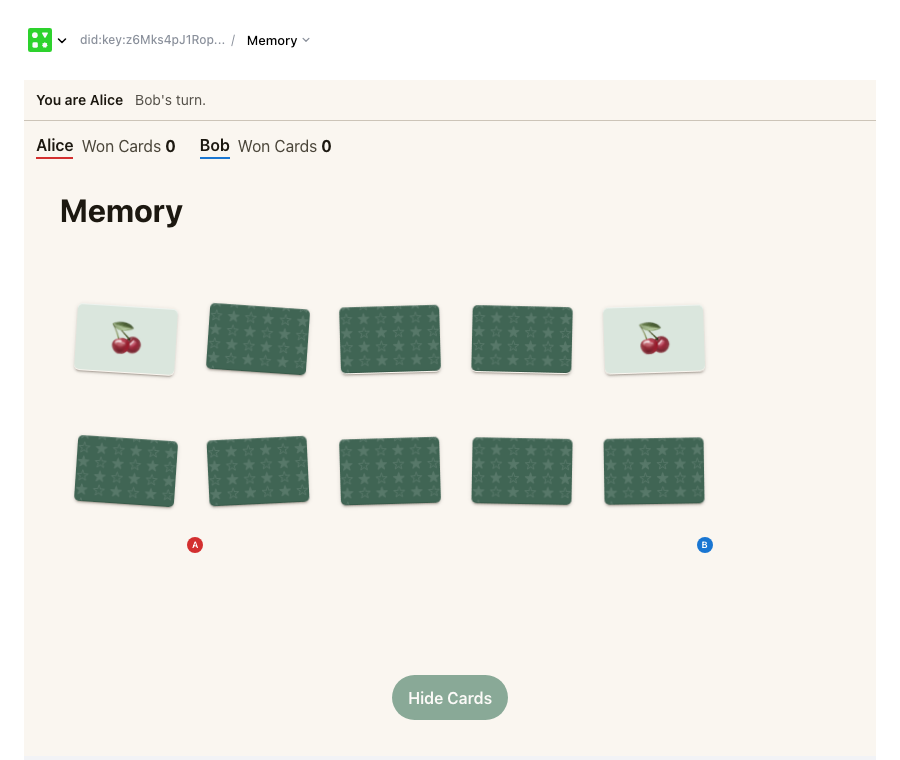 did:key:z6Mks4pJ1Rop... / Memory
You are Alice Bob's turn.
Alice Won Cards 0 Bob Won Cards 0
Memory
A B
Hide Cards